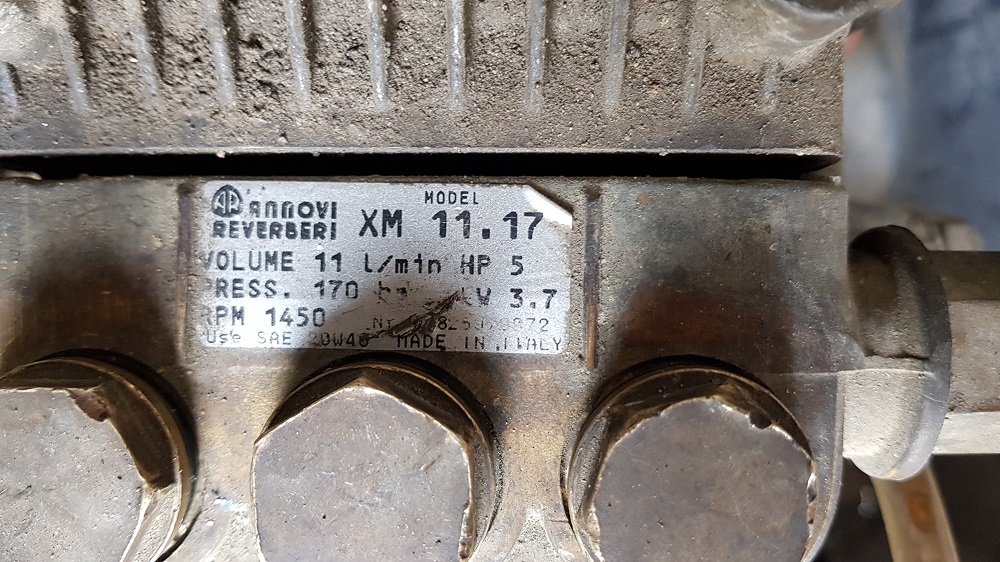 MODEL
AR ANNOVI REVERBERI XM 11.17
VOLUME 11 l/min HP 5
PRESS. 170 kW 3.7
RPM 1450
Use SAE 20W40 MADE IN ITALY